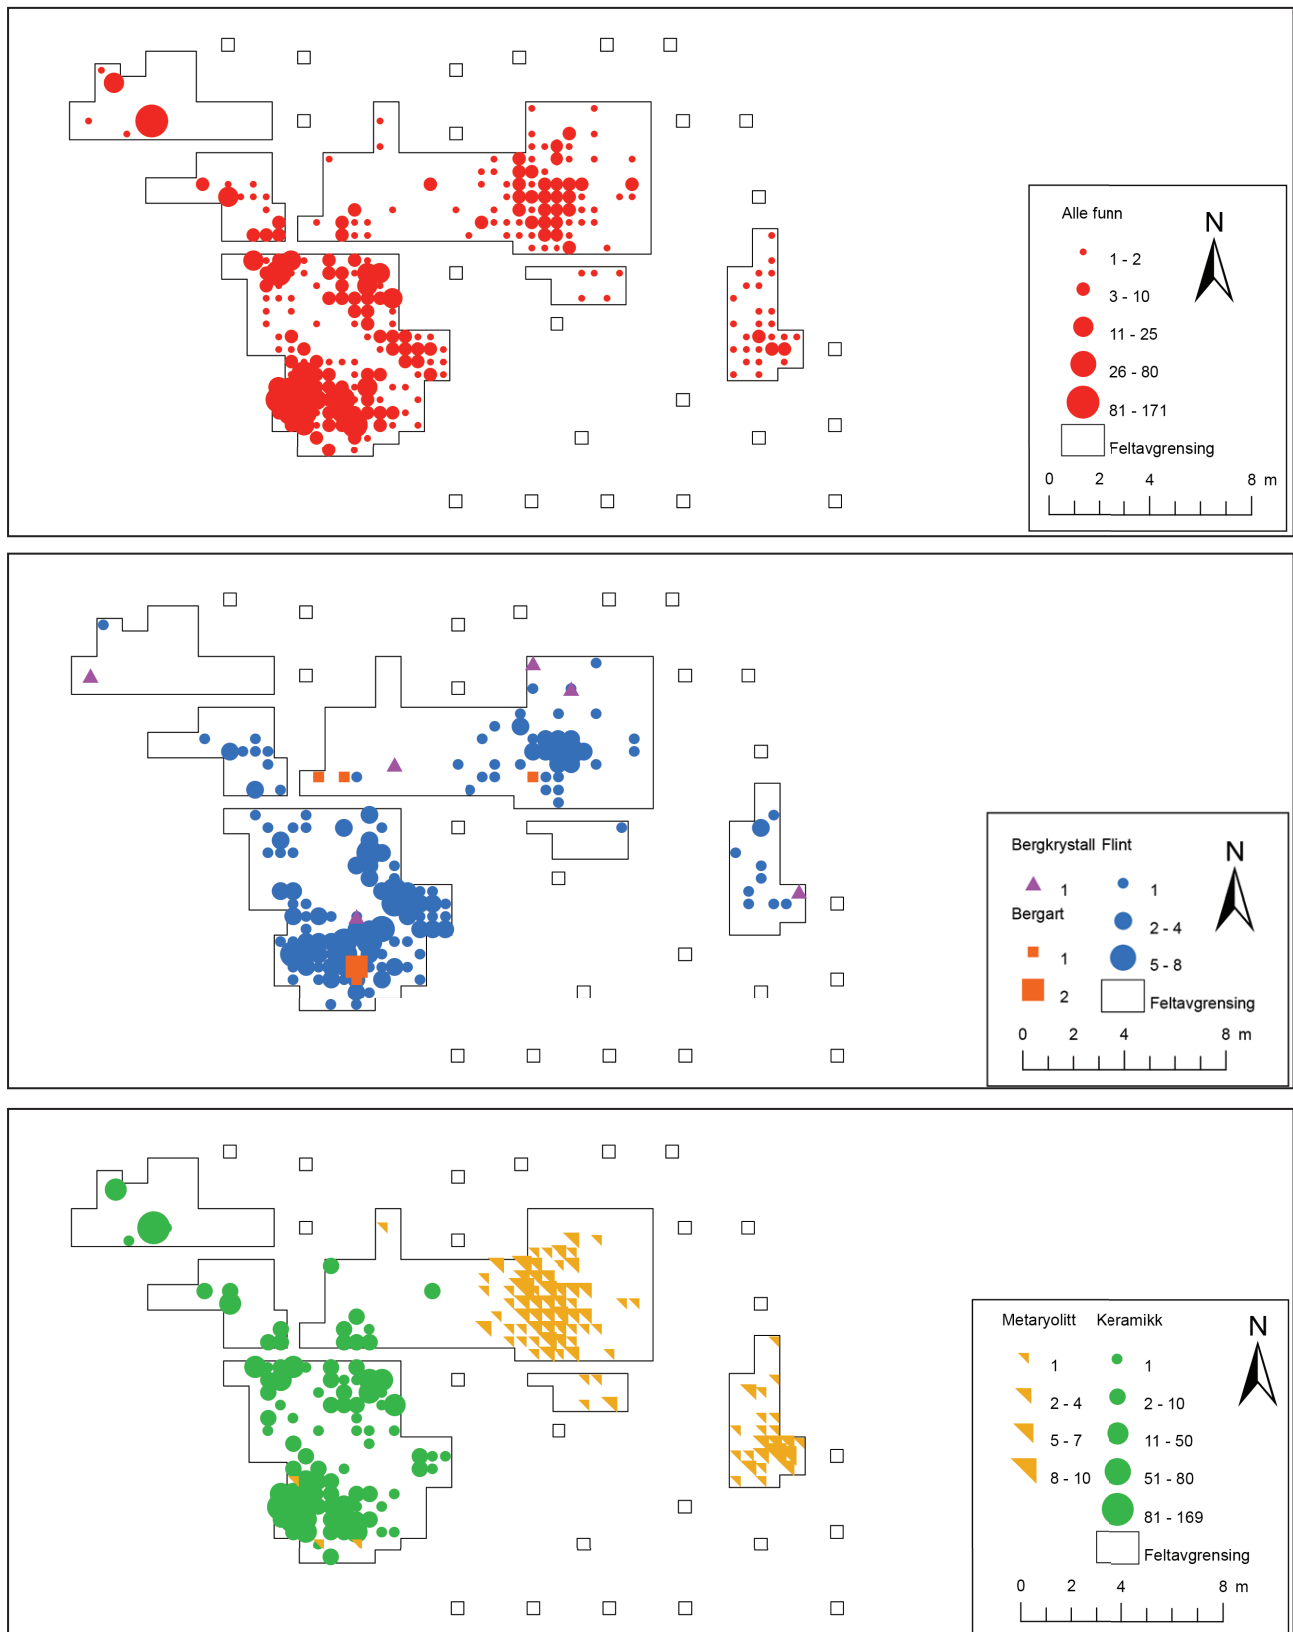 Alle funn
N
1 - 2
3 - 10
11 - 25
26 - 80
81 - 171
Feltavgrensing
0 2 4 8 m
Bergkrystall Flint
N
1 1
Bergart
2 - 4
1 5 - 8
2 Feltavgrensing
0 2 4 8 m
Metaryolitt Keramikk
N
1 1
2 - 4 2 - 10
5 - 7 11 - 50
8 - 10 51 - 80
81 - 169
Feltavgrensing
0 2 4 8 m